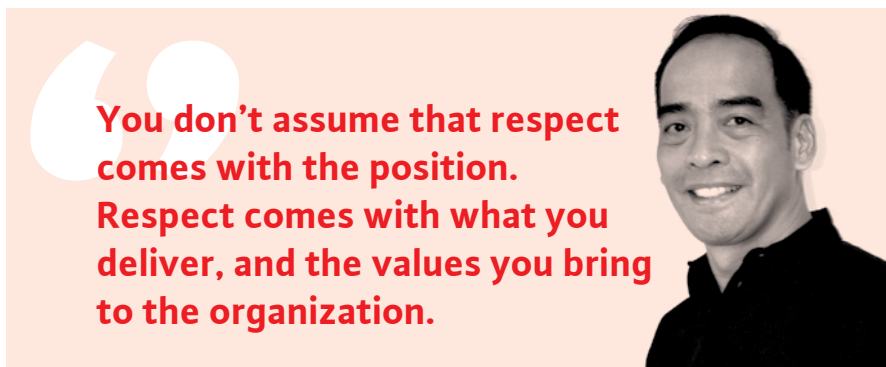 You don’t assume that respect
comes with the position.
Respect comes with what you
deliver, and the values you bring
to the organization.